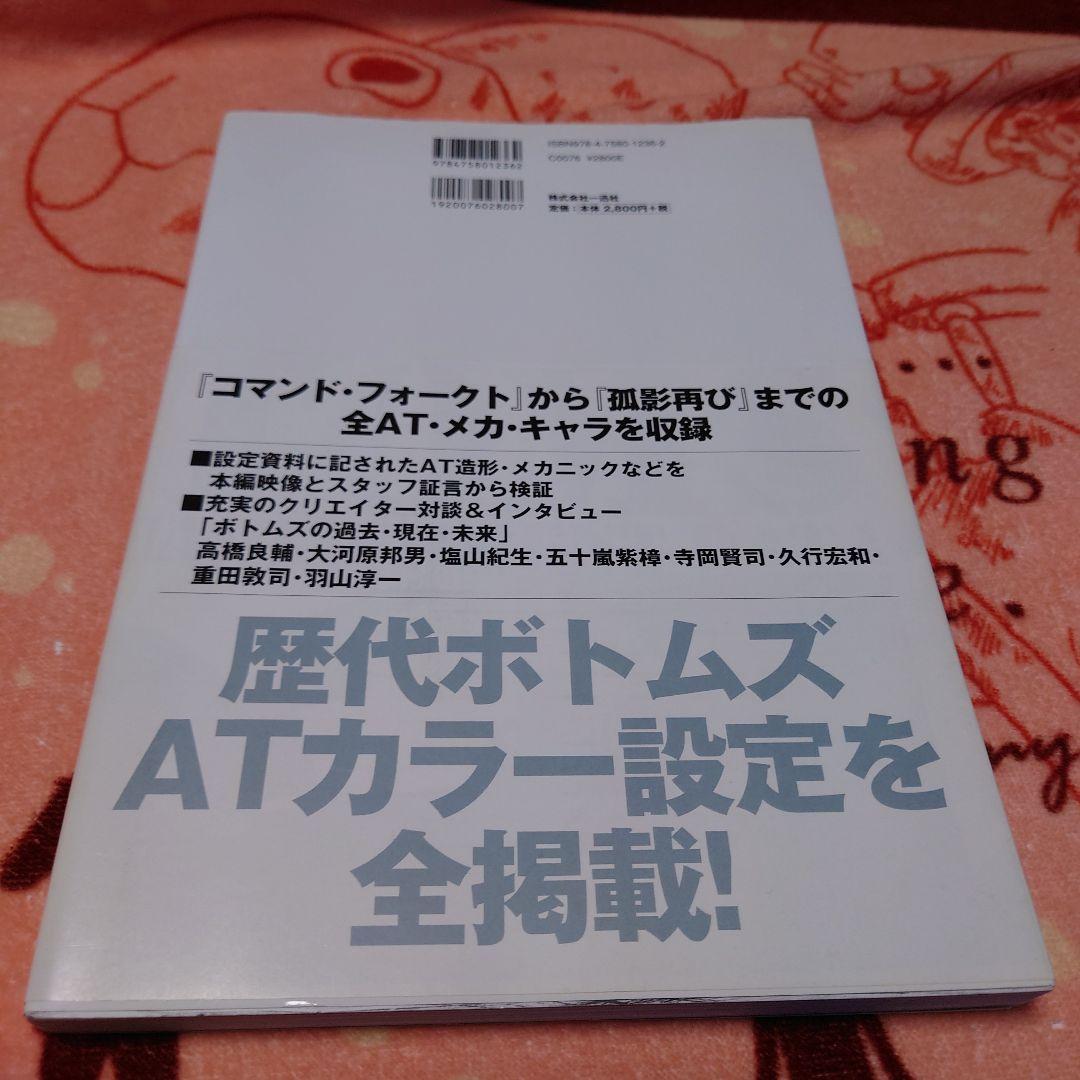 ISBN978-4-7580-1236-2
C0076 ¥2800E
9784758012362
1920076028007
株式会社一迅社
定価:本体 2,800円+税
『コマンド・フォークト』から『孤影再び』までの
全AT・メカ・キャラを収録
■設定資料に記されたAT造形・メカニックなどを
本編映像とスタッフ証言から検証
■充実のクリエイター対談&インタビュー
「ボトムズの過去・現在・未来」
高橋良輔・大河原邦男・塩山紀生・五十嵐紫樟・寺岡賢司・久行宏和・
重田敦司・羽山淳一
歴代ボトムズ
ATカラー設定を
全掲載!